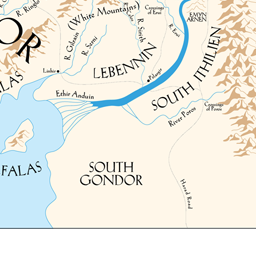 R. Ringlo
(White Mountains)
R. Gilrain
R. Serni
R. Sirith
R. Erui
Crossings
of Erui
EMYN
ARNEN
OR
LEBENNIN
Linhir
Pelargir
SOUTH ITHILIEN
Ethir Anduin
Crossings
of Poros
River Poros
FALAS
SOUTH
GONDOR
Harad Road